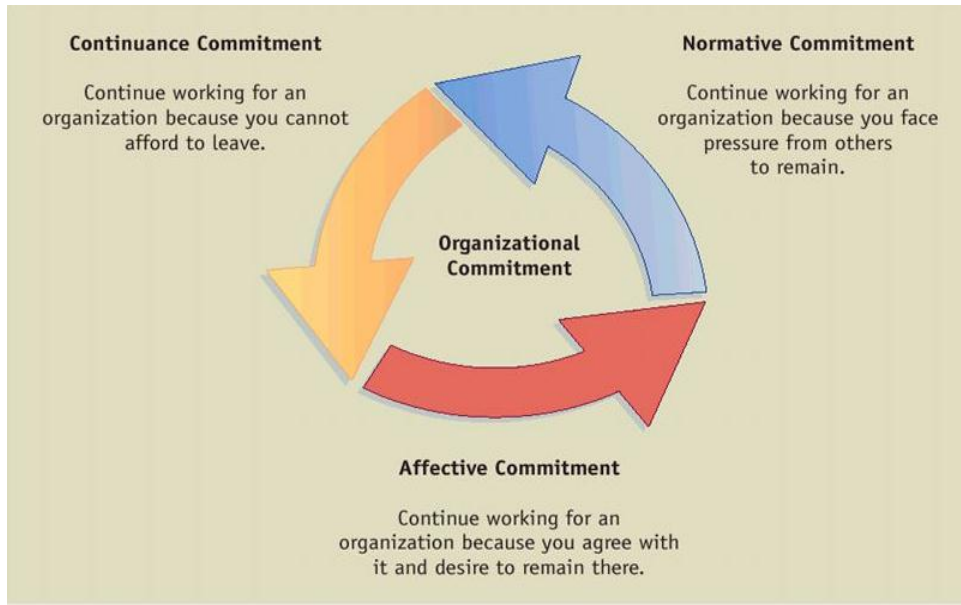 Continuance Commitment
Continue working for an
organization because you cannot
afford to leave.
Normative Commitment
Continue working for an
organization because you face
pressure from others
to remain.
Organizational
Commitment
Affective Commitment
Continue working for an
organization because you agree with
it and desire to remain there.